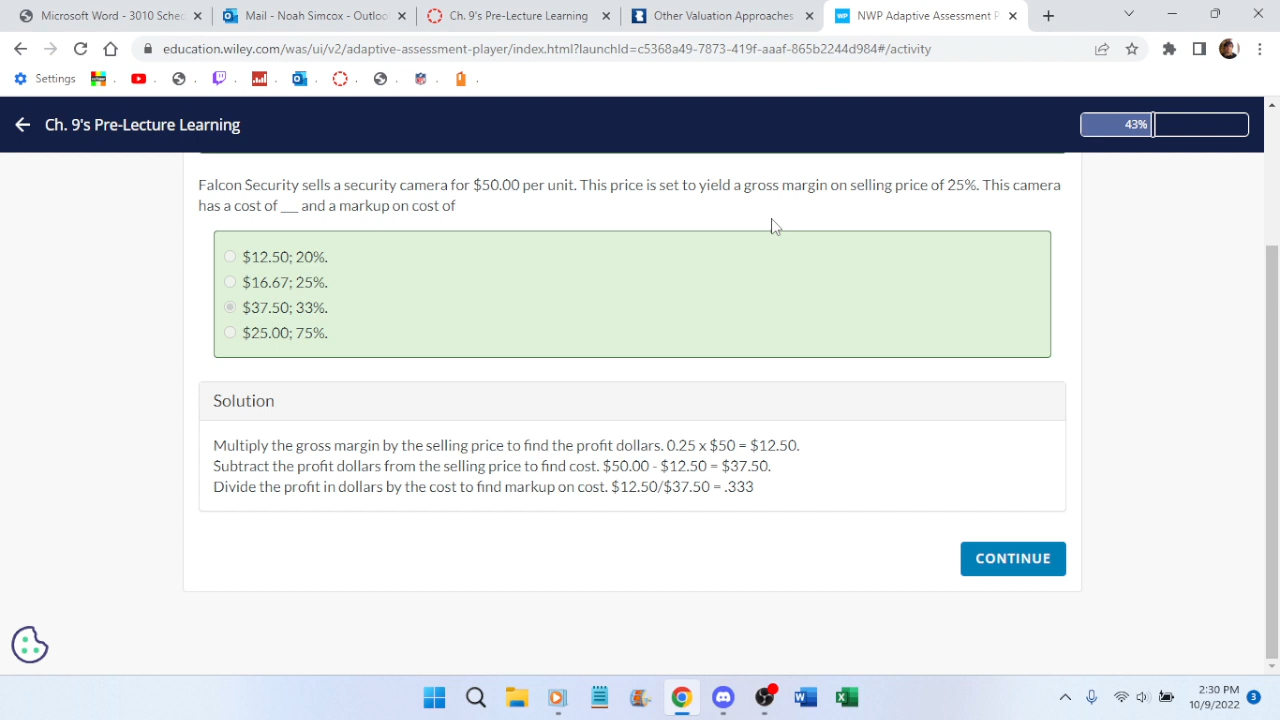 Microsoft Word - 3010 Sched
Mail - Noah Simcox - Outloo
Ch. 9's Pre-Lecture Learning
Other Valuation Approaches
WP
NWP Adaptive Assessment P
education.wiley.com/was/ui/v2/adaptive-assessment-player/index.html?launchId=c5368a49-7873-419f-aaaf-865b2244d984#/activity
Settings
Ch. 9's Pre-Lecture Learning
43%
Falcon Security sells a security camera for $50.00 per unit. This price is set to yield a gross margin on selling price of 25%. This camera
has a cost of ___ and a markup on cost of
$12.50; 20%.
$16.67; 25%.
$37.50; 33%.
$25.00; 75%.
Solution
Multiply the gross margin by the selling price to find the profit dollars. 0.25 x $50 = $12.50.
Subtract the profit dollars from the selling price to find cost. $50.00 - $12.50 = $37.50.
Divide the profit in dollars by the cost to find markup on cost. $12.50/$37.50 = .333
CONTINUE
2:30 PM
10/9/2022
3